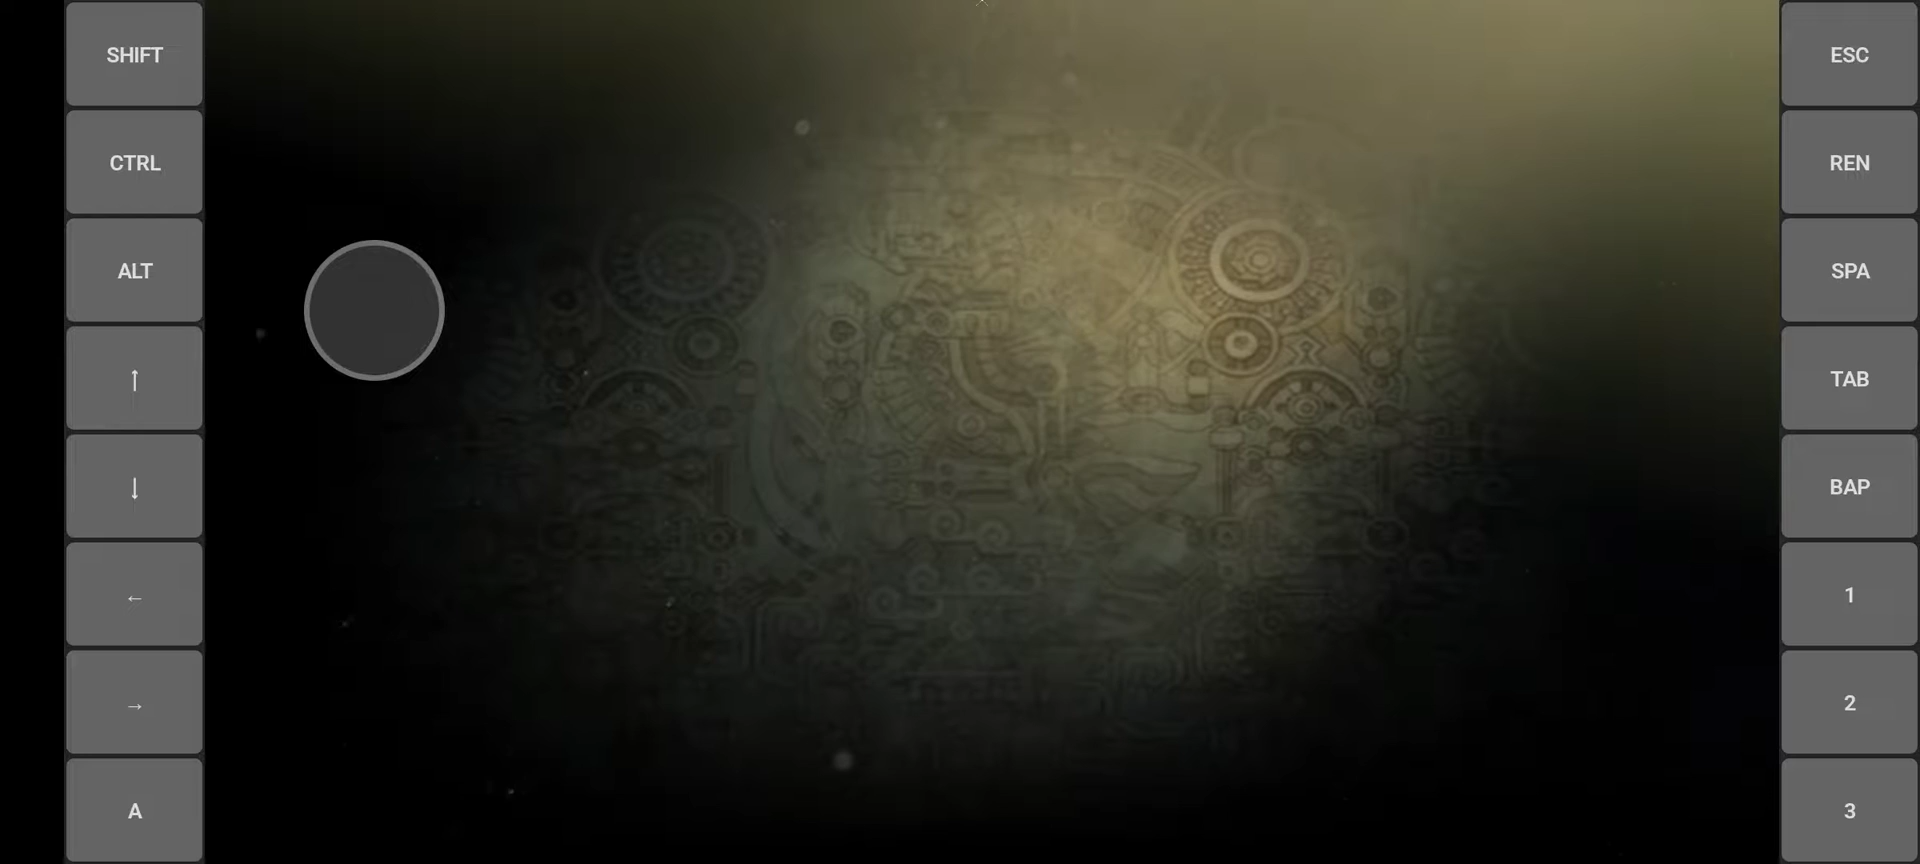 SHIFT
CTRL
ALT
↑
↓
←
→
A
ESC
REN
SPA
TAB
BAP
1
2
3